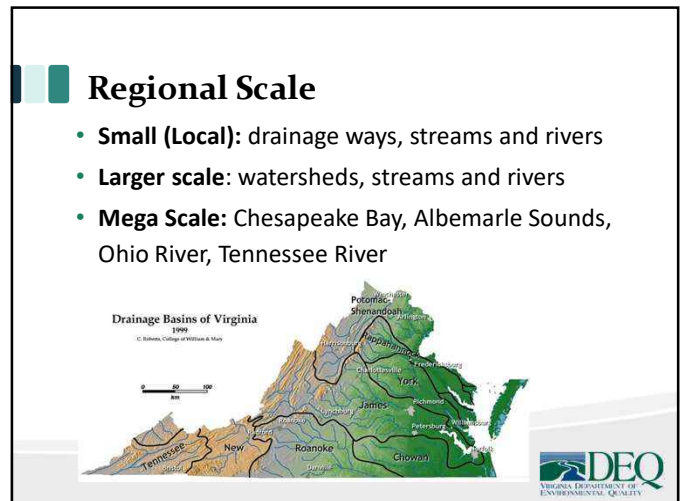 Regional Scale
• Small (Local): drainage ways, streams and rivers
• Larger scale: watersheds, streams and rivers
• Mega Scale: Chesapeake Bay, Albemarle Sounds,
Ohio River, Tennessee River
Drainage Basins of Virginia
1999
C. Roberts, College of William & Mary
0 50 100
km
Winchester
Potomac-
Shenandoah
Arlington
Harrisonburg
Rappahannock
Fredericksburg
Charlottesville
York
James
Richmond
Lynchburg
Williamsburg
Roanoke
Petersburg
Radford
Norfolk
Tennessee
New
Roanoke
Chowan
Bristol
Danville
DEQ
VIRGINIA DEPARTMENT OF
ENVIRONMENTAL QUALITY